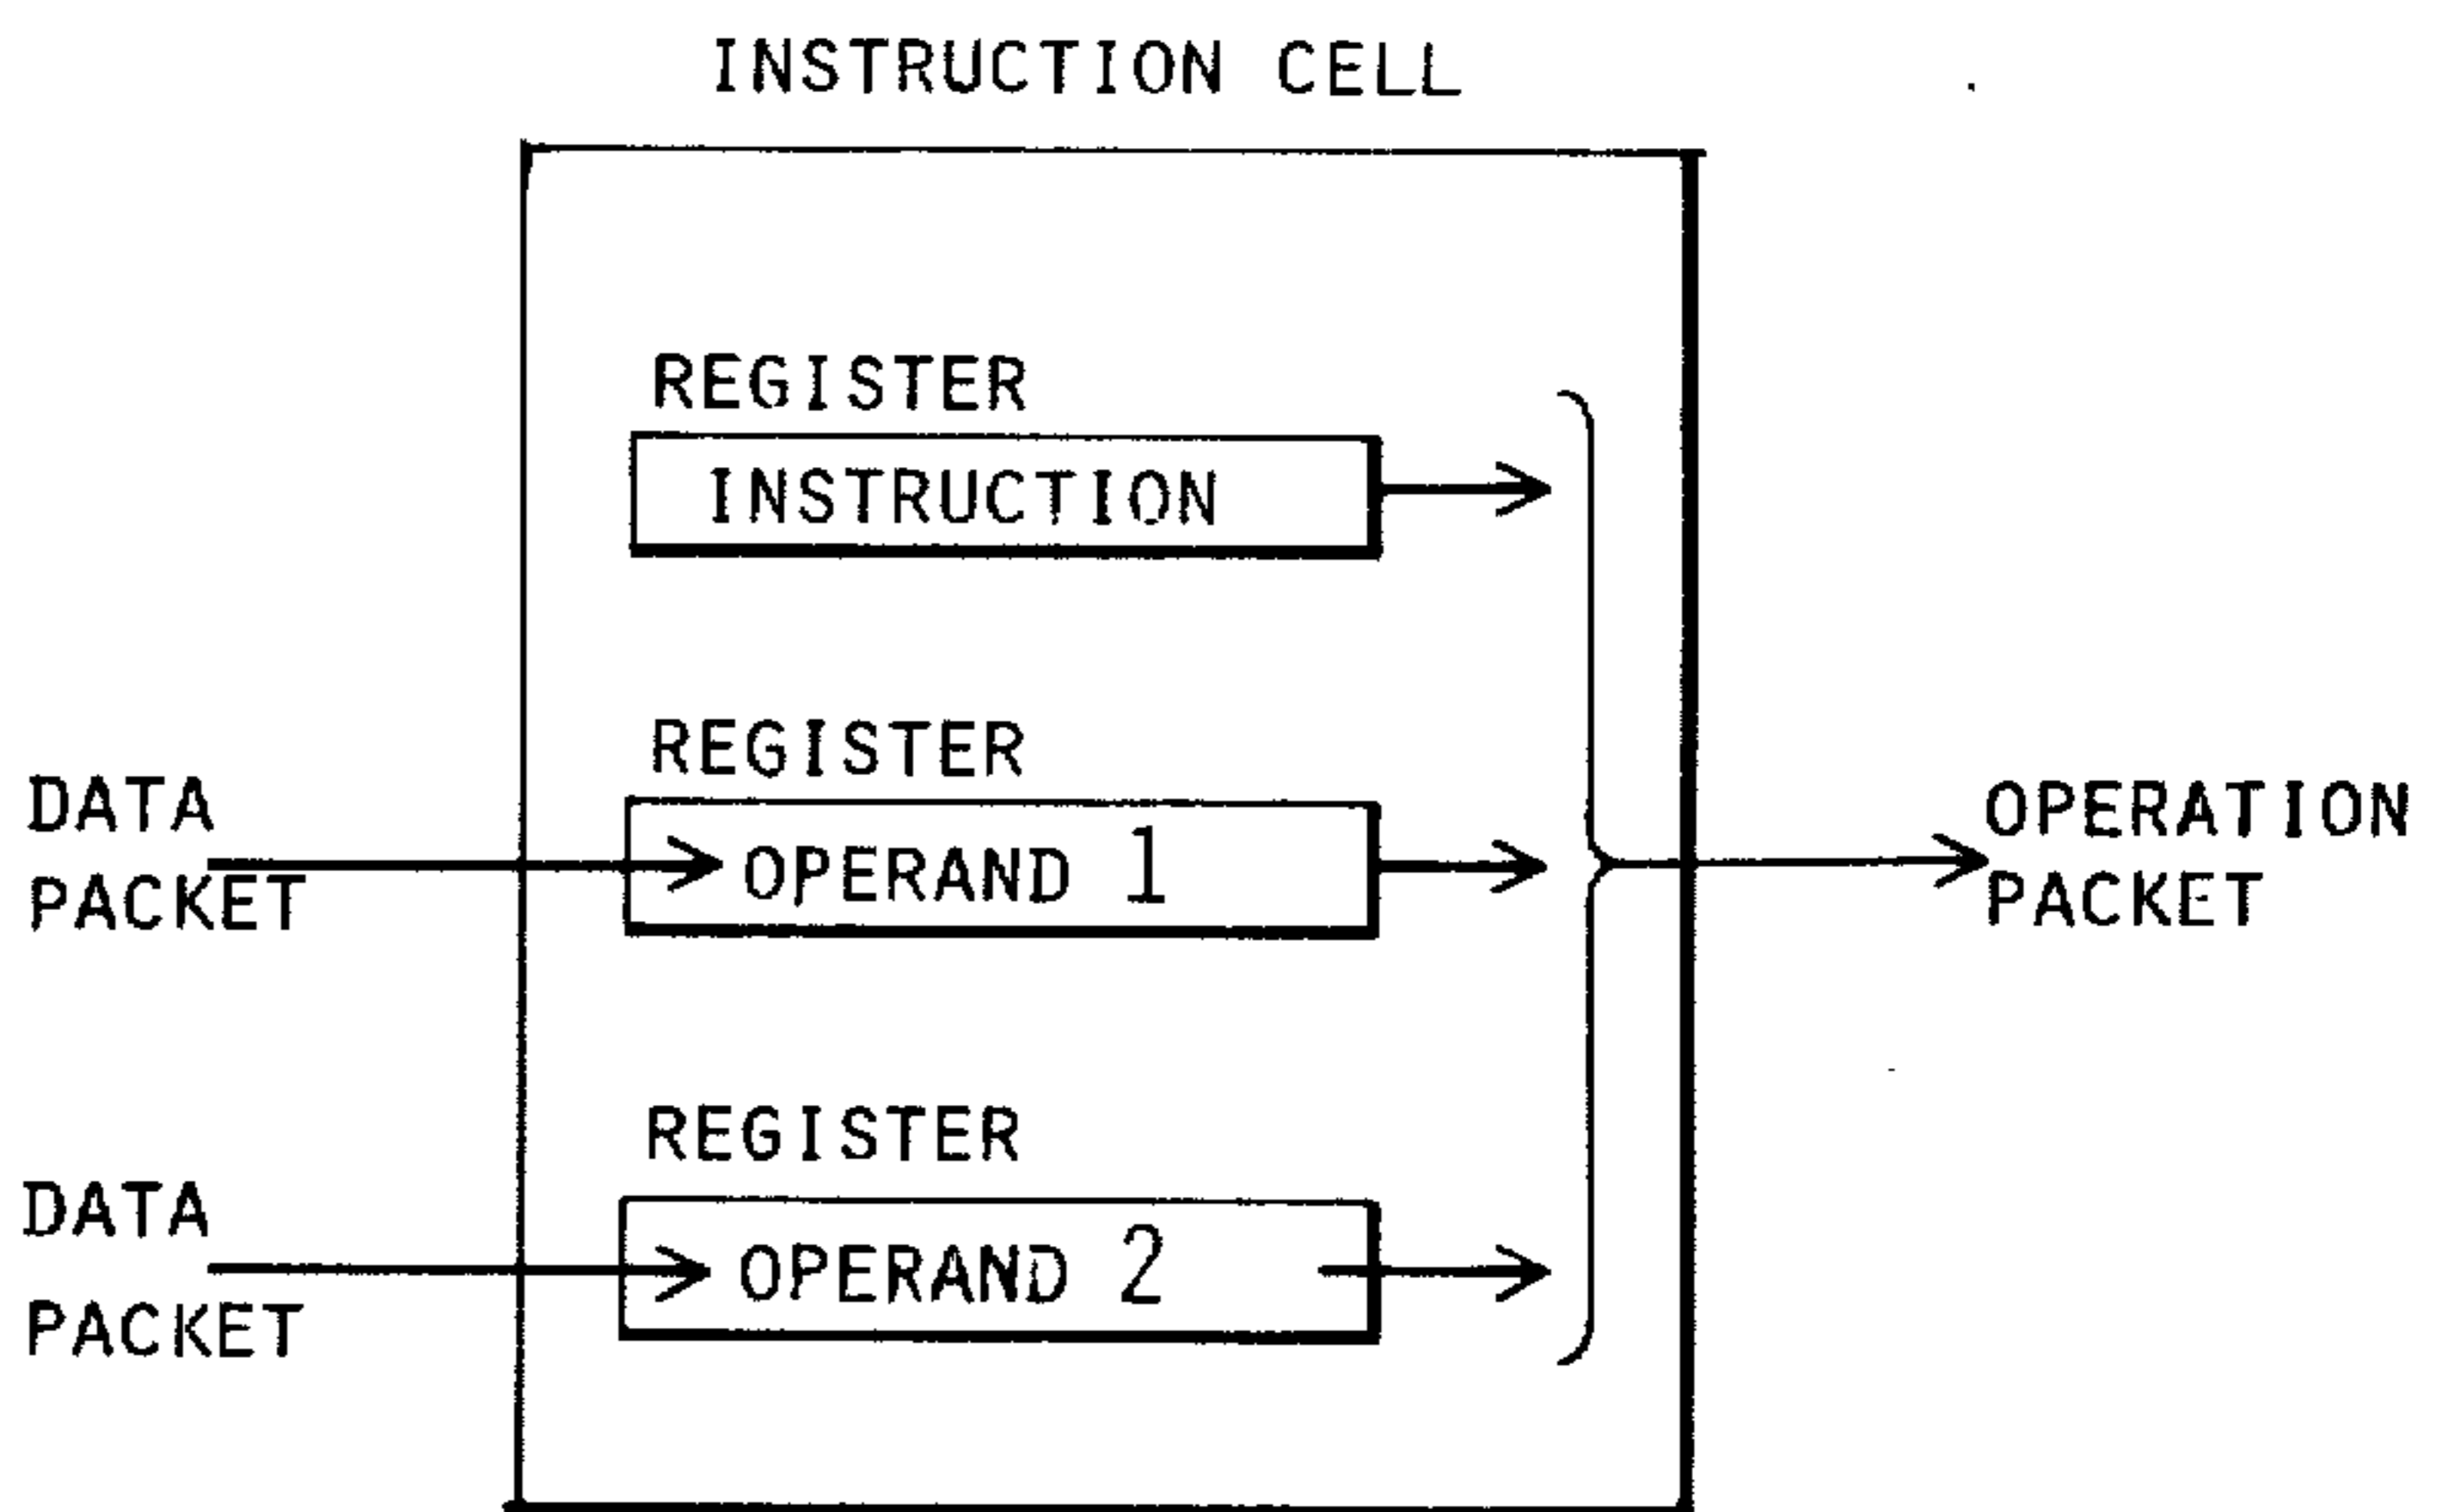 INSTRUCTION CELL
REGISTER
INSTRUCTION
REGISTER
DATA
PACKET
OPERAND 1
OPERATION
PACKET
REGISTER
DATA
PACKET
OPERAND 2